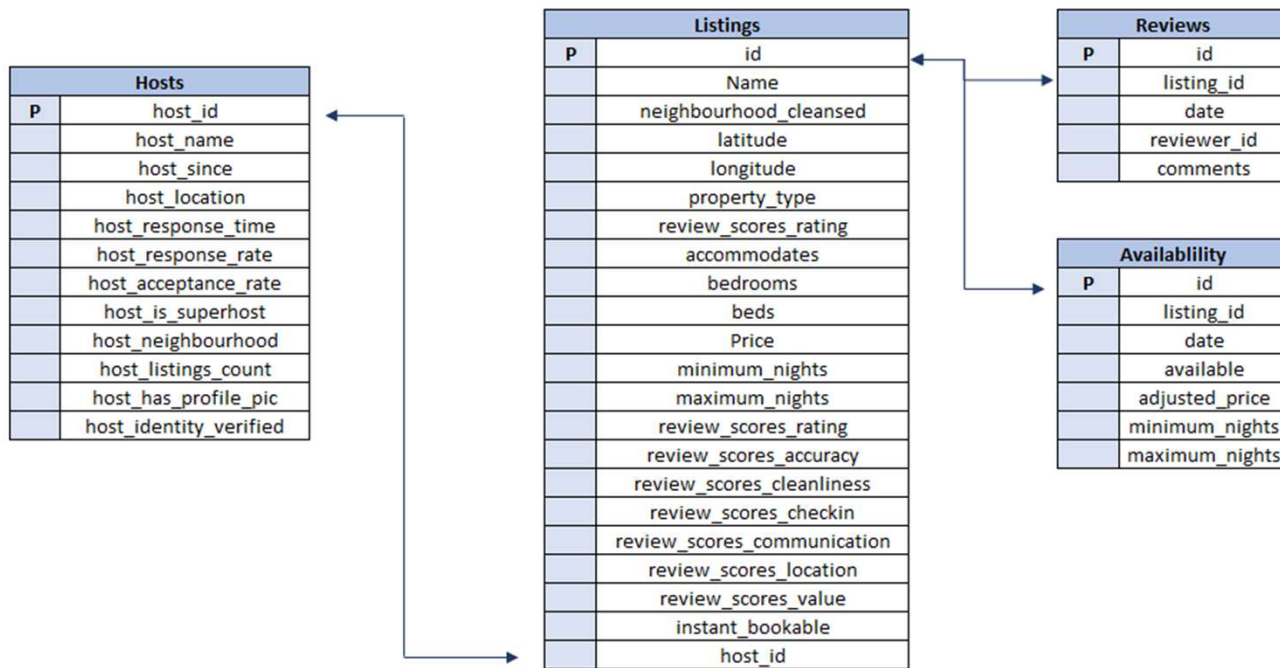 Hosts
P host_id
host_name
host_since
host_location
host_response_time
host_response_rate
host_acceptance_rate
host_is_superhost
host_neighbourhood
host_listings_count
host_has_profile_pic
host_identity_verified
Listings
P id
Name
neighbourhood_cleansed
latitude
longitude
property_type
review_scores_rating
accommodates
bedrooms
beds
Price
minimum_nights
maximum_nights
review_scores_rating
review_scores_accuracy
review_scores_cleanliness
review_scores_checkin
review_scores_communication
review_scores_location
review_scores_value
instant_bookable
host_id
Reviews
P id
listing_id
date
reviewer_id
comments
Availablility
P id
listing_id
date
available
adjusted_price
minimum_nights
maximum_nights